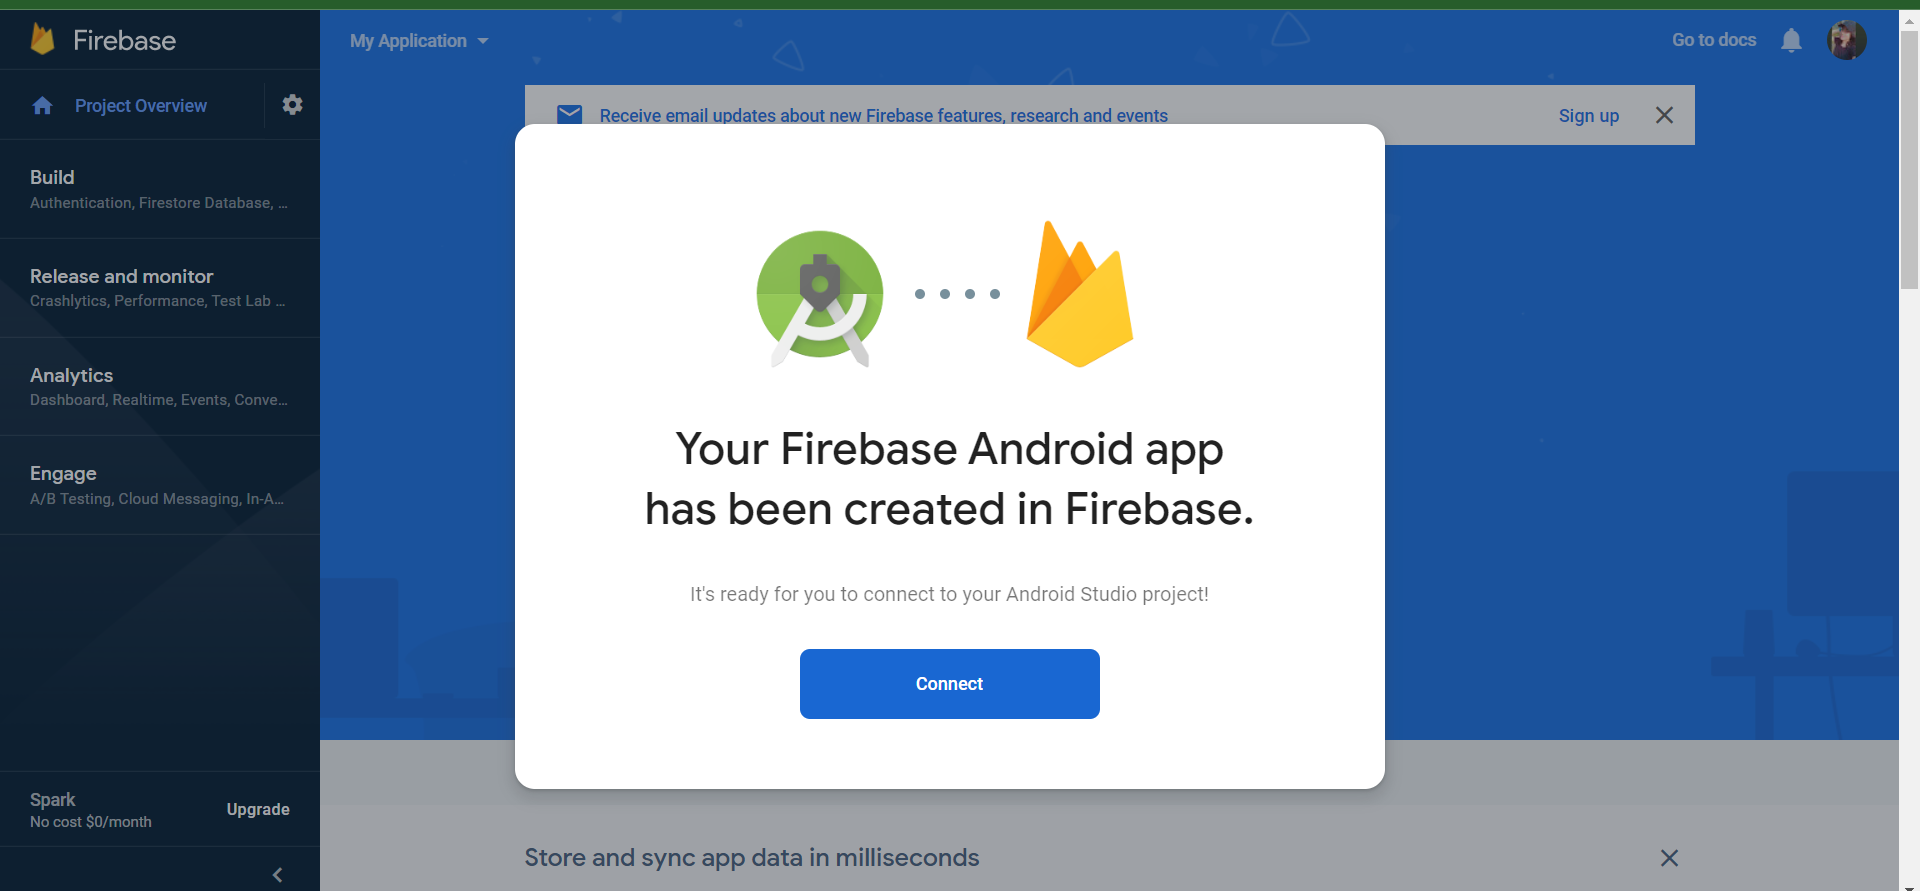 Firebase
My Application
Go to docs
Project Overview
Receive email updates about new Firebase features, research and events
Sign up
Build
Authentication, Firestore Database, ...
Release and monitor
Crashlytics, Performance, Test Lab ...
Analytics
Dashboard, Realtime, Events, Conve...
Engage
A/B Testing, Cloud Messaging, In-A...
Your Firebase Android app
has been created in Firebase.
It's ready for you to connect to your Android Studio project!
Connect
Spark
No cost $0/month
Upgrade
Store and sync app data in milliseconds